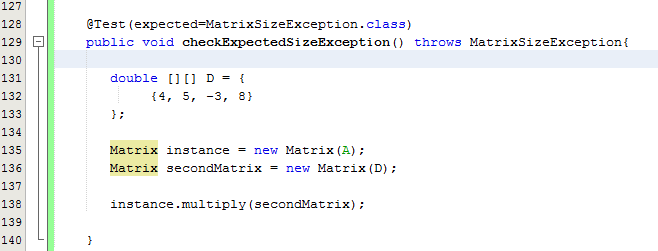 127
128 @Test(expected=MatrixSizeException.class)
129 public void checkExpectedSizeException() throws MatrixSizeException{
130
131 double [][] D = {
132 {4, 5, -3, 8}
133 };
134
135 Matrix instance = new Matrix(A);
136 Matrix secondMatrix = new Matrix(D);
137
138 instance.multiply(secondMatrix);
139
140 }